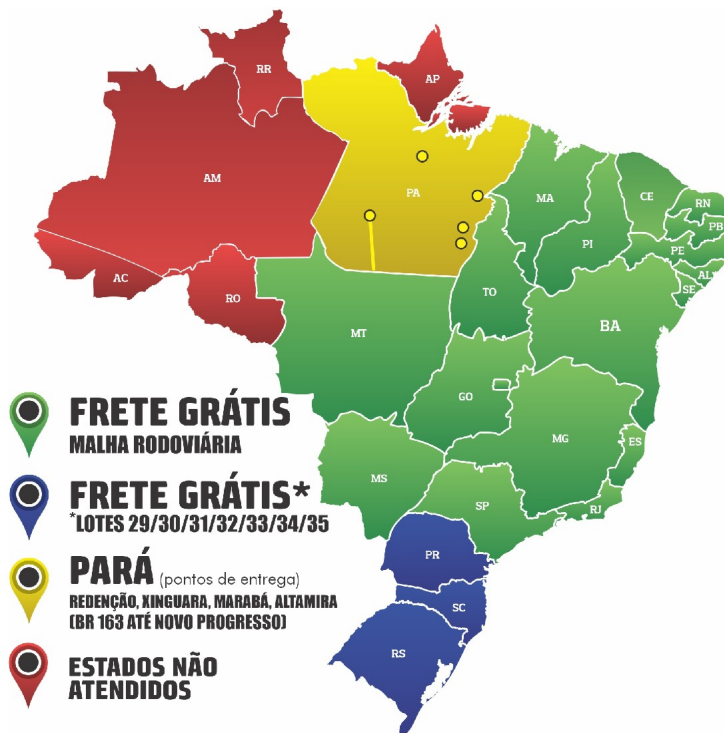 RR
AP
AM
PA
MA
CE
RN
PB
PI
PE
AL
SE
AC
RO
TO
BA
MT
GO
MG
ES
MS
SP
RJ
PR
SC
RS
FRETE GRÁTIS
MALHA RODOVIÁRIA
FRETE GRÁTIS*
*LOTES 29/30/31/32/33/34/35
PARÁ (pontos de entrega)
REDENÇÃO, XINGUARA, MARABÁ, ALTAMIRA
(BR 163 ATÉ NOVO PROGRESSO)
ESTADOS NÃO
ATENDIDOS